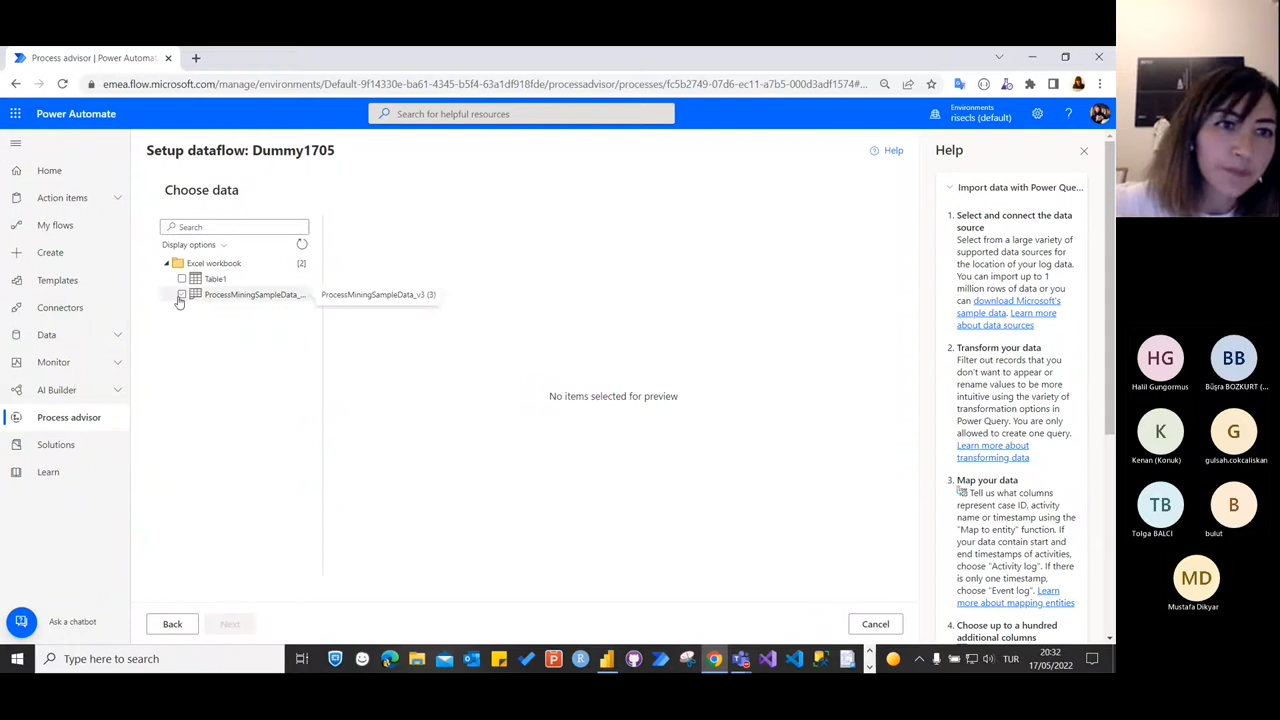 Process advisor | Power Automat
emea.flow.microsoft.com/manage/environments/Default-9f14330e-ba61-4345-b5f4-63a1df918fde/processadvisor/processes/fc5b2749-07d6-ec11-a7b5-000d3adf1574#...
Power Automate
Search for helpful resources
Environments
risecls (default)
Home
Action items
My flows
Create
Templates
Connectors
Data
Monitor
AI Builder
Process advisor
Solutions
Learn
Ask a chatbot
Setup dataflow: Dummy1705
Help
Choose data
Search
Display options
Excel workbook [2]
Table1
ProcessMiningSampleData_...
ProcessMiningSampleData_v3 (3)
No items selected for preview
Back
Next
Cancel
Help
Import data with Power Que...
1. Select and connect the data
source
Select from a large variety of
supported data sources for
the location of your log data.
You can import up to 1
million rows of data or you
can download Microsoft's
sample data. Learn more
about data sources
2. Transform your data
Filter out records that you
don't want to appear or
rename values to be more
intuitive using the variety of
transformation options in
Power Query. You are only
allowed to create one query.
Learn more about
transforming data
3. Map your data
Tell us what columns
represent case ID, activity
name or timestamp using the
"Map to entity" function. If
your data contain start and
end timestamps of activities,
choose "Activity log". If there
is only one timestamp,
choose "Event log". Learn
more about mapping entities
4. Choose up to a hundred
additional columns
HG
Halil Gungormus
BB
Büşra BOZKURT (...
K
Kenan (Konuk)
G
gulsah.cokcaliskan
TB
Tolga BALCI
B
bulut
MD
Mustafa Dikyar
Type here to search
TUR
20:32
17/05/2022